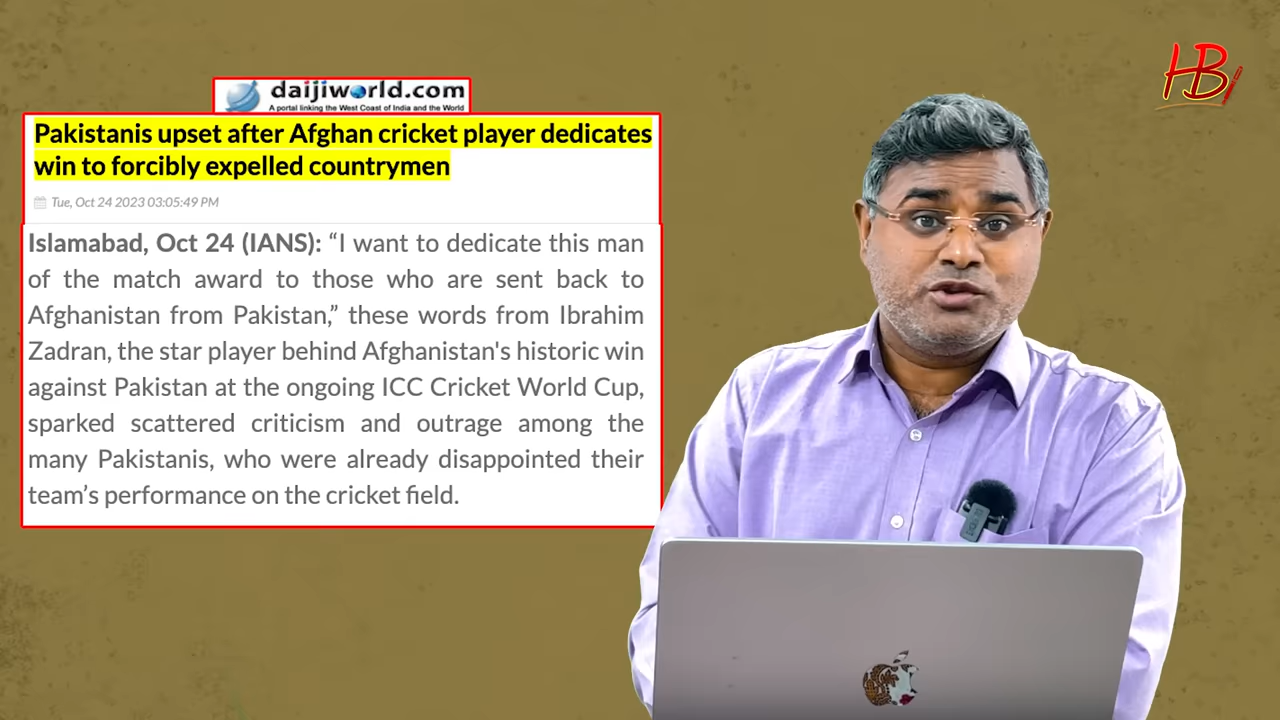 daijiworld.com
A portal linking the West Coast of India and the World
Pakistanis upset after Afghan cricket player dedicates
win to forcibly expelled countrymen
Tue, Oct 24 2023 03:05:49 PM
Islamabad, Oct 24 (IANS): “I want to dedicate this man
of the match award to those who are sent back to
Afghanistan from Pakistan,” these words from Ibrahim
Zadran, the star player behind Afghanistan's historic win
against Pakistan at the ongoing ICC Cricket World Cup,
sparked scattered criticism and outrage among the
many Pakistanis, who were already disappointed their
team’s performance on the cricket field.
HB